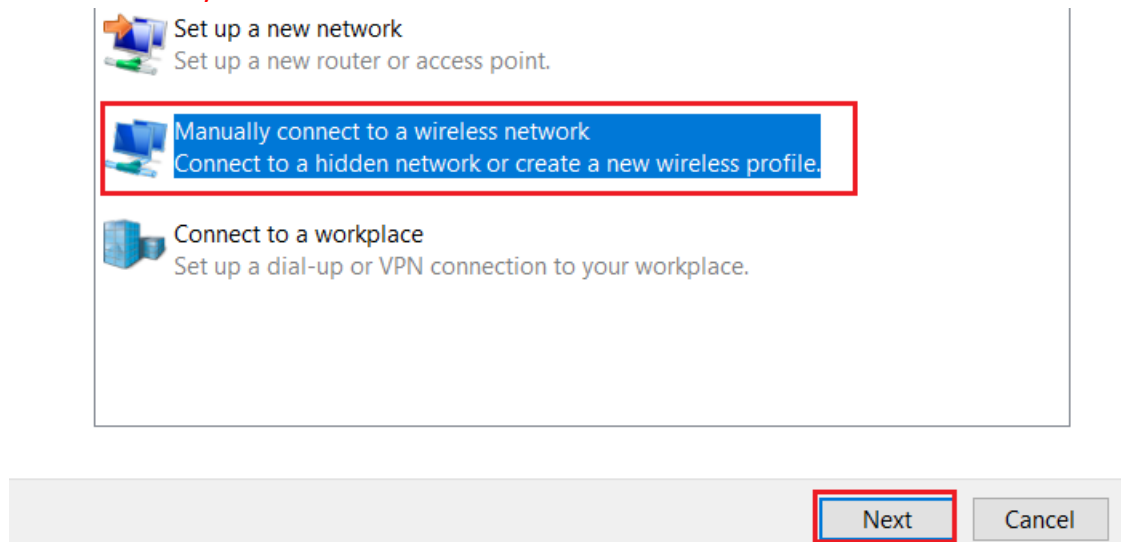 Set up a new network
Set up a new router or access point.
Manually connect to a wireless network
Connect to a hidden network or create a new wireless profile.
Connect to a workplace
Set up a dial-up or VPN connection to your workplace.
Next
Cancel